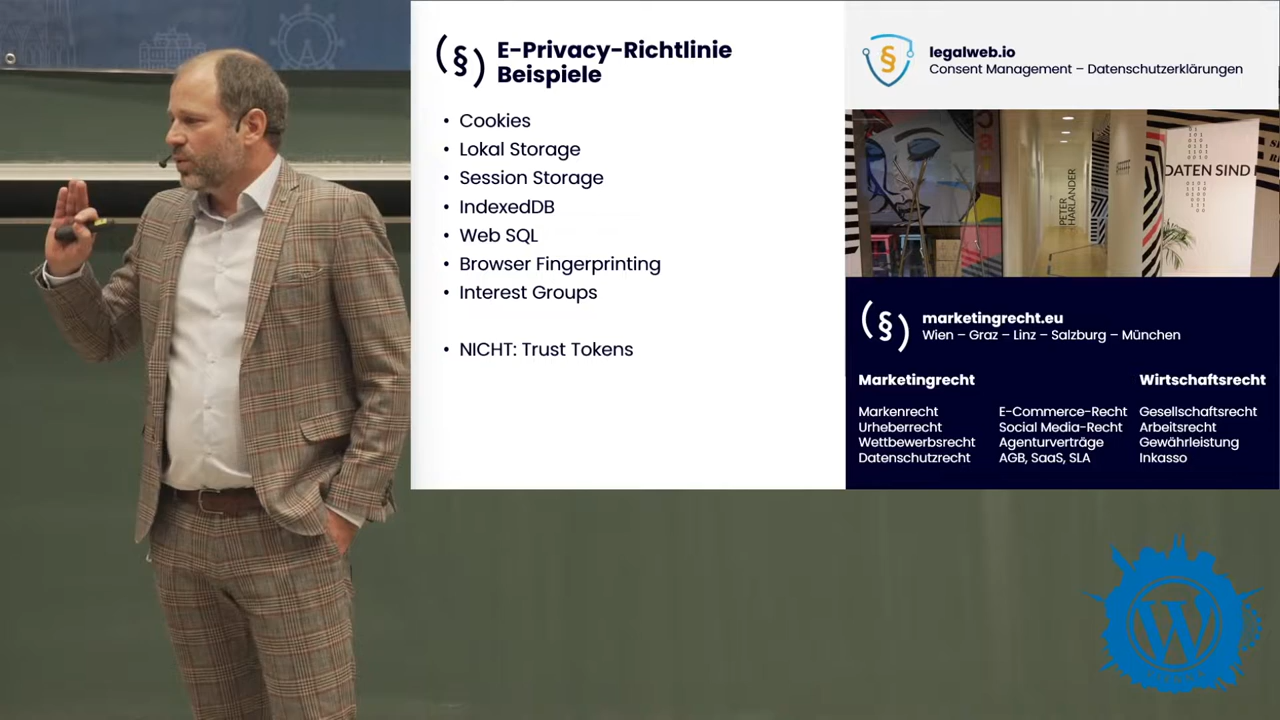 E-Privacy-Richtlinie
Beispiele
• Cookies
• Lokal Storage
• Session Storage
• IndexedDB
• Web SQL
• Browser Fingerprinting
• Interest Groups
• NICHT: Trust Tokens
legalweb.io
Consent Management – Datenschutzerklärungen
PETER
HARLANDER
DATEN SIND
marketingrecht.eu
Wien – Graz – Linz – Salzburg – München
Marketingrecht
Markenrecht
Urheberrecht
Wettbewerbsrecht
Datenschutzrecht
E-Commerce-Recht
Social Media-Recht
Agenturverträge
AGB, SaaS, SLA
Wirtschaftsrecht
Gesellschaftsrecht
Arbeitsrecht
Gewährleistung
Inkasso